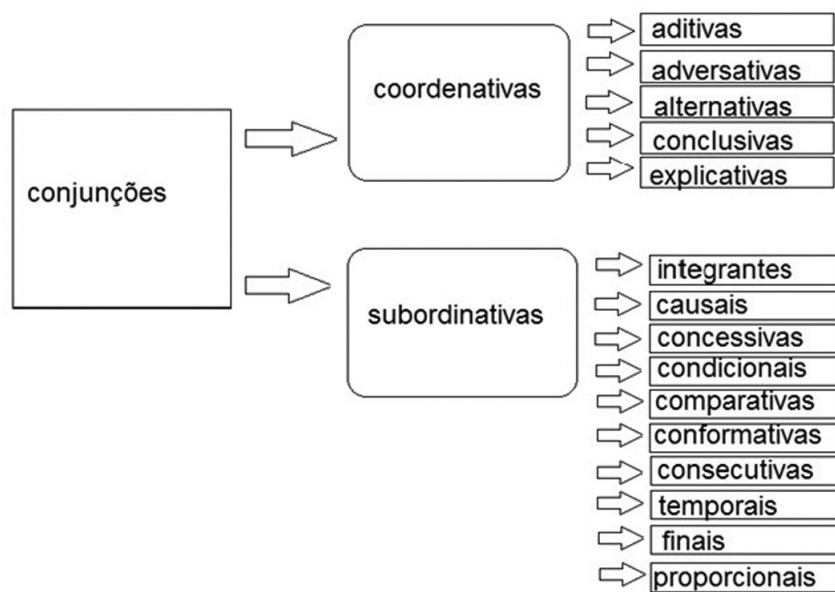 conjunções
coordenativas
aditivas
adversativas
alternativas
conclusivas
explicativas
subordinativas
integrantes
causais
concessivas
condicionais
comparativas
conformativas
consecutivas
temporais
finais
proporcionais